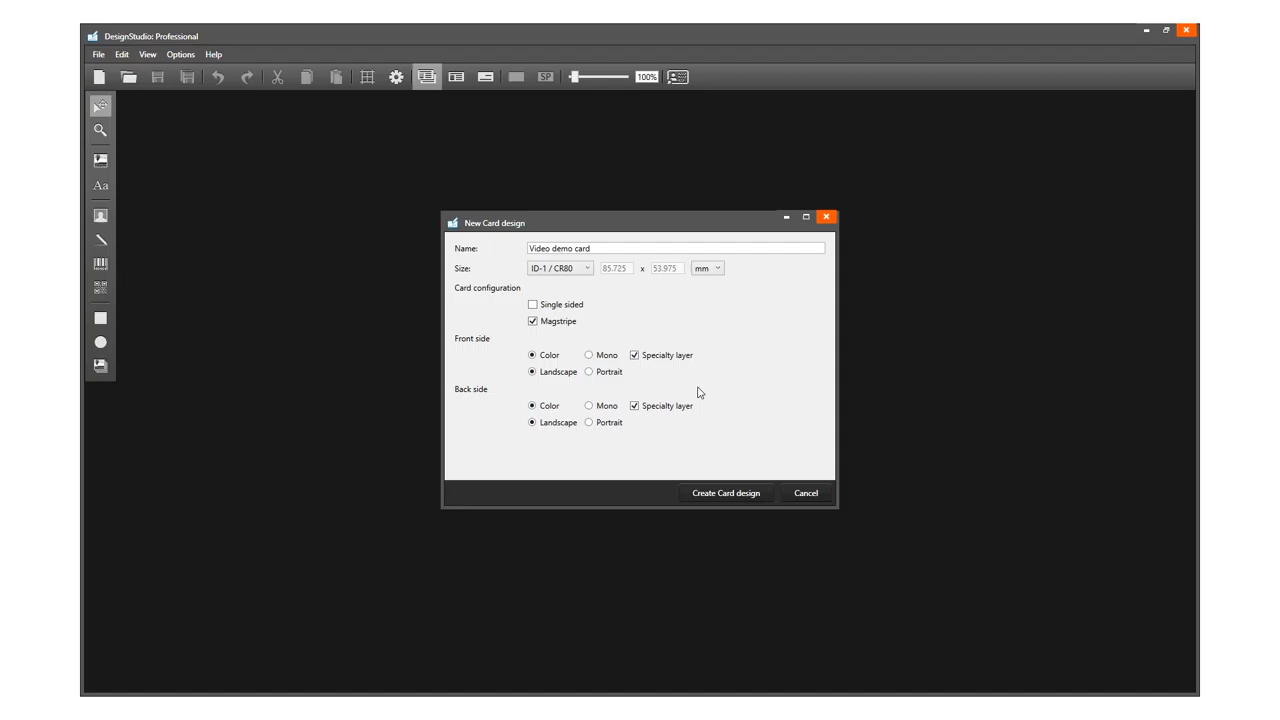 DesignStudio: Professional
File Edit View Options Help
SP 100%
Aa
New Card design
Name: Video demo card
Size: ID-1 / CR80 85.725 x 53.975 mm
Card configuration
Single sided
Magstripe
Front side
Color Mono Specialty layer
Landscape Portrait
Back side
Color Mono Specialty layer
Landscape Portrait
Create Card design Cancel